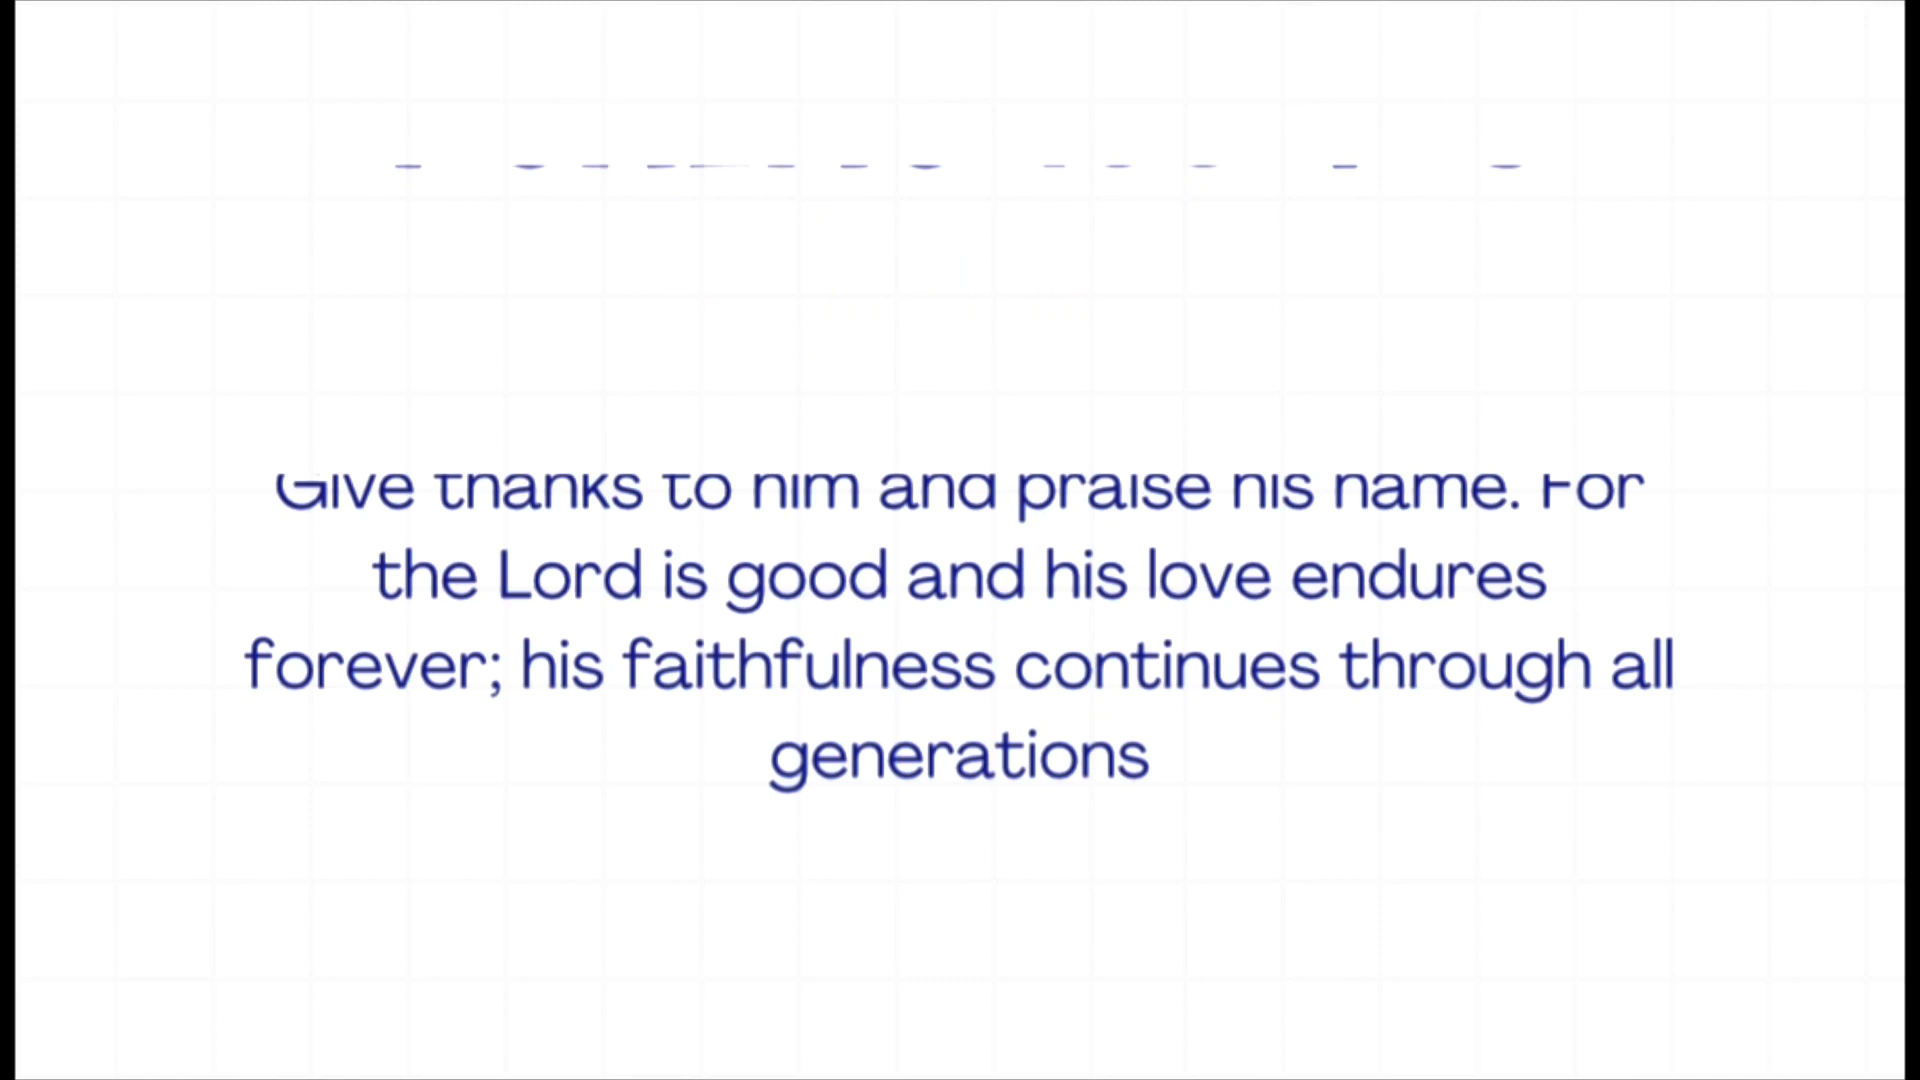 Give thanks to him and praise his name. For
the Lord is good and his love endures
forever; his faithfulness continues through all
generations